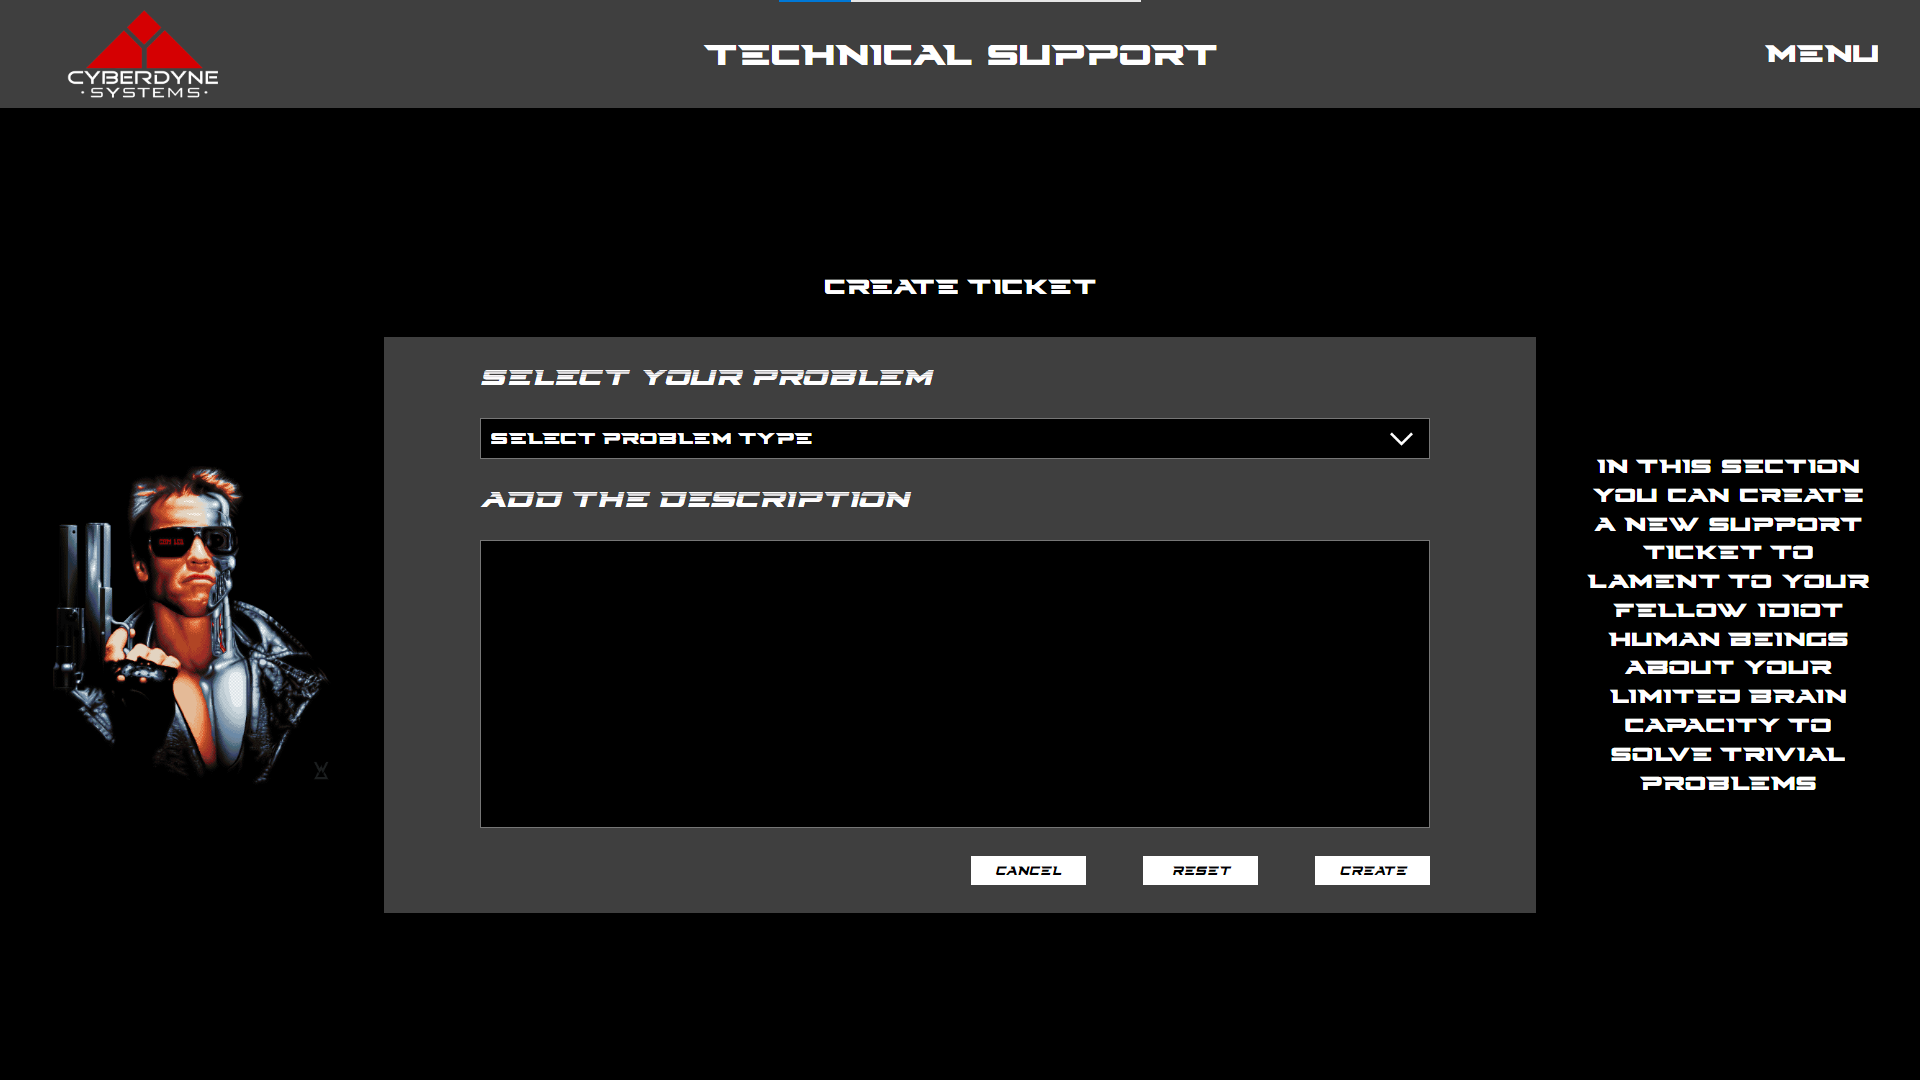 CYBERDYNE
·SYSTEMS·
TECHNICAL SUPPORT
MENU
CREATE TICKET
SELECT YOUR PROBLEM
SELECT PROBLEM TYPE
ADD THE DESCRIPTION
CANCEL
RESET
CREATE
IN THIS SECTION
YOU CAN CREATE
A NEW SUPPORT
TICKET TO
LAMENT TO YOUR
FELLOW IDIOT
HUMAN BEINGS
ABOUT YOUR
LIMITED BRAIN
CAPACITY TO
SOLVE TRIVIAL
PROBLEMS